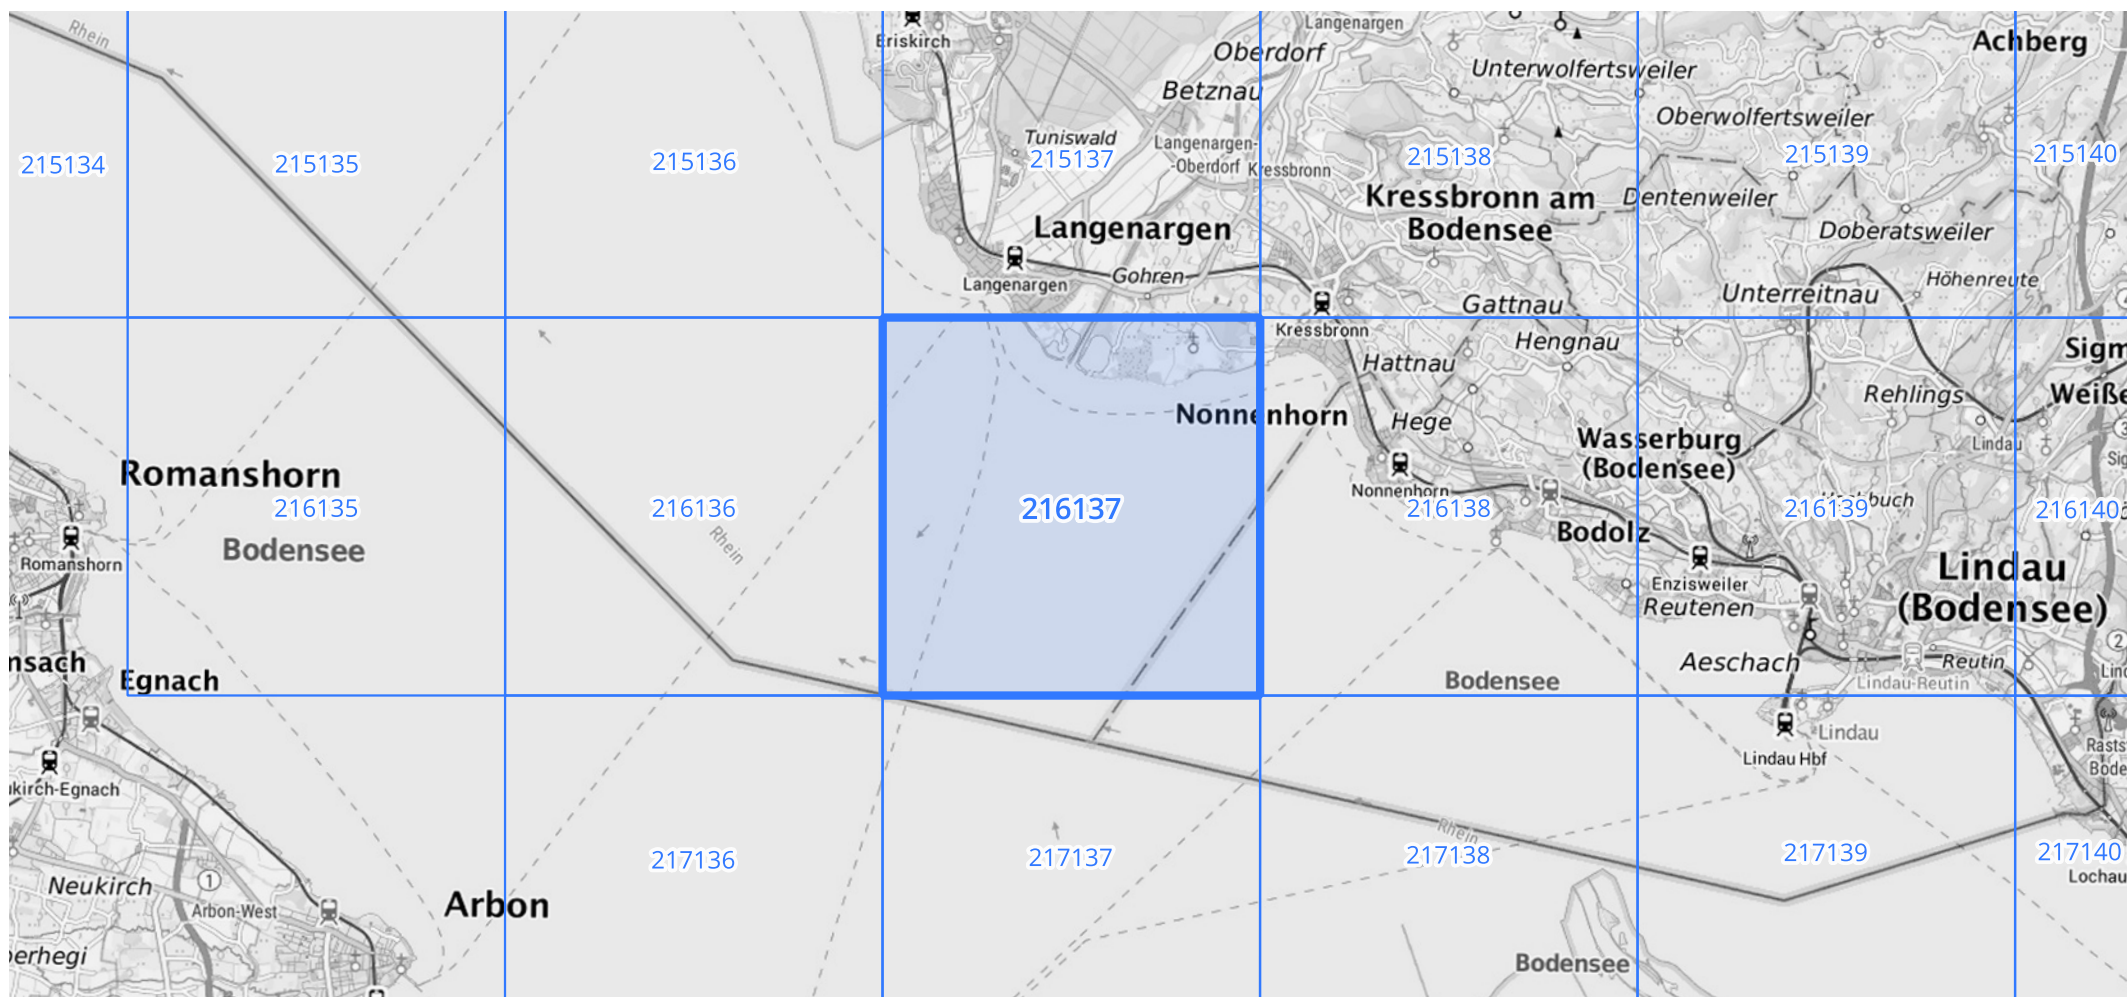 Rhein
Eriskirch
Langenargen
Oberdorf
Achberg
Unterwolfertsweiler
Betznau
Oberwolfertsweiler
Tuniswald
Langenargen-
-Oberdorf
Kressbronn
215134
215135
215136
215137
215138
215139
215140
Kressbronn am
Bodensee
Dentenweiler
Langenargen
Doberatsweiler
Gohren
Langenargen
Höhenreute
Unterreitnau
Gattnau
Kressbronn
Hengnau
Hattnau
Rehlings
Nonnenhorn
Hege
Wasserburg
(Bodensee)
Lindau
Romanshorn
Nonnenhorn
216135
216136
216137
216138
216139
216140
Bodensee
Rhein
Bodolz
Romanshorn
Enzisweiler
Lindau
(Bodensee)
Reutenen
Aeschach
Reutin
Egnach
Bodensee
Lindau-Reutin
Lindau
Lindau Hbf
2
Rhein
217136
217137
217138
217139
217140
Neukirch
1
Arbon-West
Arbon
Lochau
Bodensee